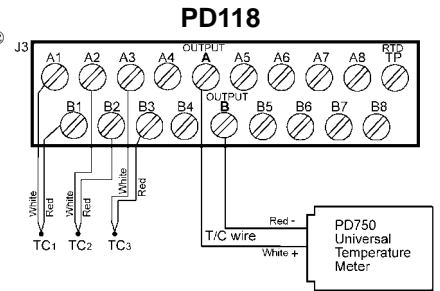 PD118
©
J3
OUTPUT
RTD
A1 A2 A3 A4 A A5 A6 A7 A8 TP
OUTPUT
B1 B2 B3 B4 B B5 B6 B7 B8
White Red White Red White Red
TC1 TC2 TC3
T/C wire
Red -
White +
PD750
Universal
Temperature
Meter